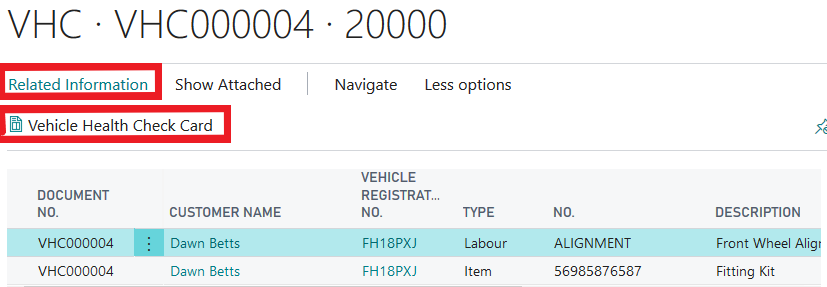 VHC · VHC000004 · 20000
Related Information Show Attached Navigate Less options
Vehicle Health Check Card
DOCUMENT NO. CUSTOMER NAME VEHICLE REGISTRAT... NO. TYPE NO. DESCRIPTION
VHC000004 Dawn Betts FH18PXJ Labour ALIGNMENT Front Wheel Align
VHC000004 Dawn Betts FH18PXJ Item 56985876587 Fitting Kit